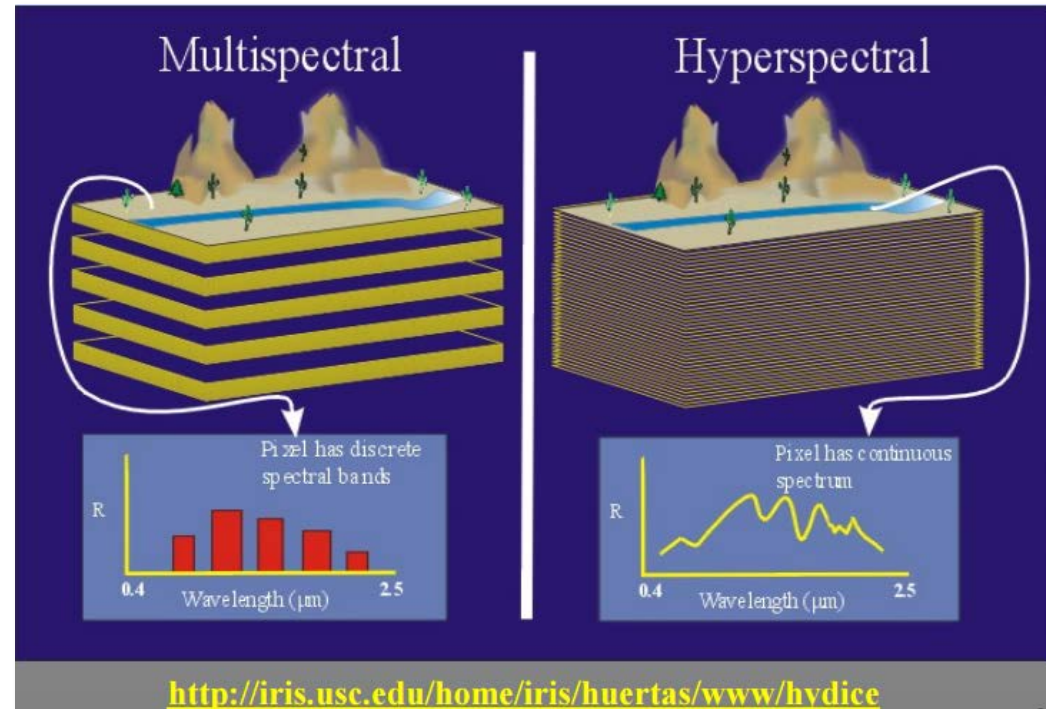 Multispectral
Hyperspectral
Pixel has discrete
spectral bands
R
0.4
Wavelength (μm)
2.5
Pixel has continuous
spectrum
R
0.4
Wavelength (μm)
2.5
http://iris.usc.edu/home/iris/huertas/www/hydice